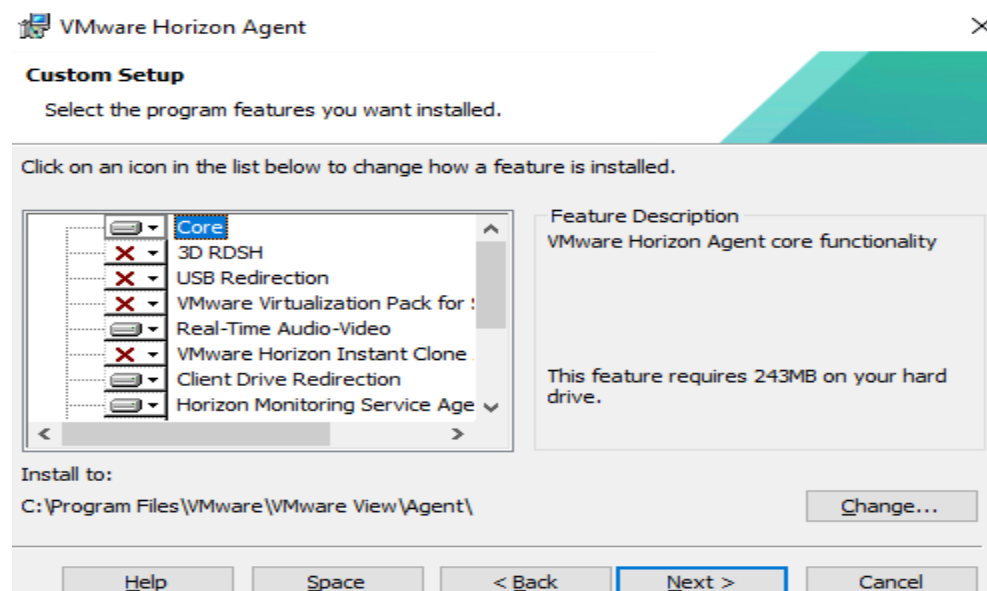 VMware Horizon Agent
Custom Setup
Select the program features you want installed.
Click on an icon in the list below to change how a feature is installed.
Core
3D RDSH
USB Redirection
VMware Virtualization Pack for
Real-Time Audio-Video
VMware Horizon Instant Clone
Client Drive Redirection
Horizon Monitoring Service Age
Feature Description
VMware Horizon Agent core functionality
This feature requires 243MB on your hard
drive.
Install to:
C:\Program Files\VMware\VMware View\Agent\
Change...
Help
Space
< Back
Next >
Cancel